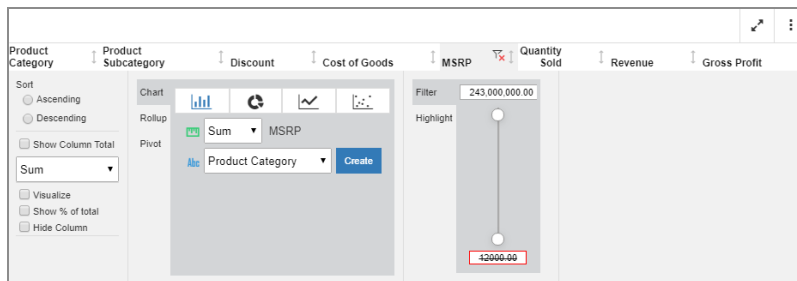 Product Category
Product Subcategory
Discount
Cost of Goods
MSRP
Quantity Sold
Revenue
Gross Profit
Sort
Ascending
Descending
Show Column Total
Sum
Visualize
Show % of total
Hide Column
Chart
Rollup
Pivot
Sum
MSRP
Abc
Product Category
Create
Filter
Highlight
243,000,000.00
12000.00